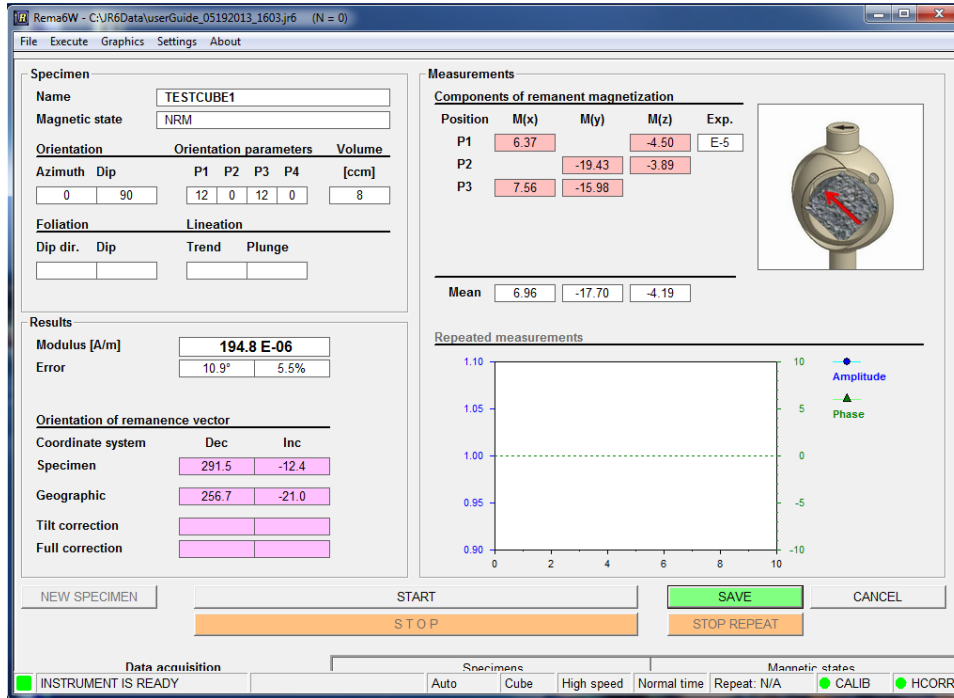 Rema6W - C:\JR6Data\userGuide_05192013_1603.jr6 (N = 0)
File Execute Graphics Settings About
Specimen
Name TESTCUBE1
Magnetic state NRM
Orientation Orientation parameters Volume
Azimuth Dip P1 P2 P3 P4 [ccm]
0 90 12 0 12 0 8
Foliation Lineation
Dip dir. Dip Trend Plunge
Measurements
Components of remanent magnetization
Position M(x) M(y) M(z) Exp.
P1 6.37 -4.50 E-5
P2 -19.43 -3.89
P3 7.56 -15.98
Mean 6.96 -17.70 -4.19
Results
Modulus [A/m] 194.8 E-06
Error 10.9° 5.5%
Orientation of remanence vector
Coordinate system Dec Inc
Specimen 291.5 -12.4
Geographic 256.7 -21.0
Tilt correction
Full correction
Repeated measurements
1.10 10
1.05 5
1.00 0
0.95 -5
0.90 -10
0 2 4 6 8 10
Amplitude
Phase
NEW SPECIMEN START SAVE CANCEL
S T O P STOP REPEAT
Data acquisition Specimens Magnetic states
INSTRUMENT IS READY Auto Cube High speed Normal time Repeat: N/A CALIB HCORR